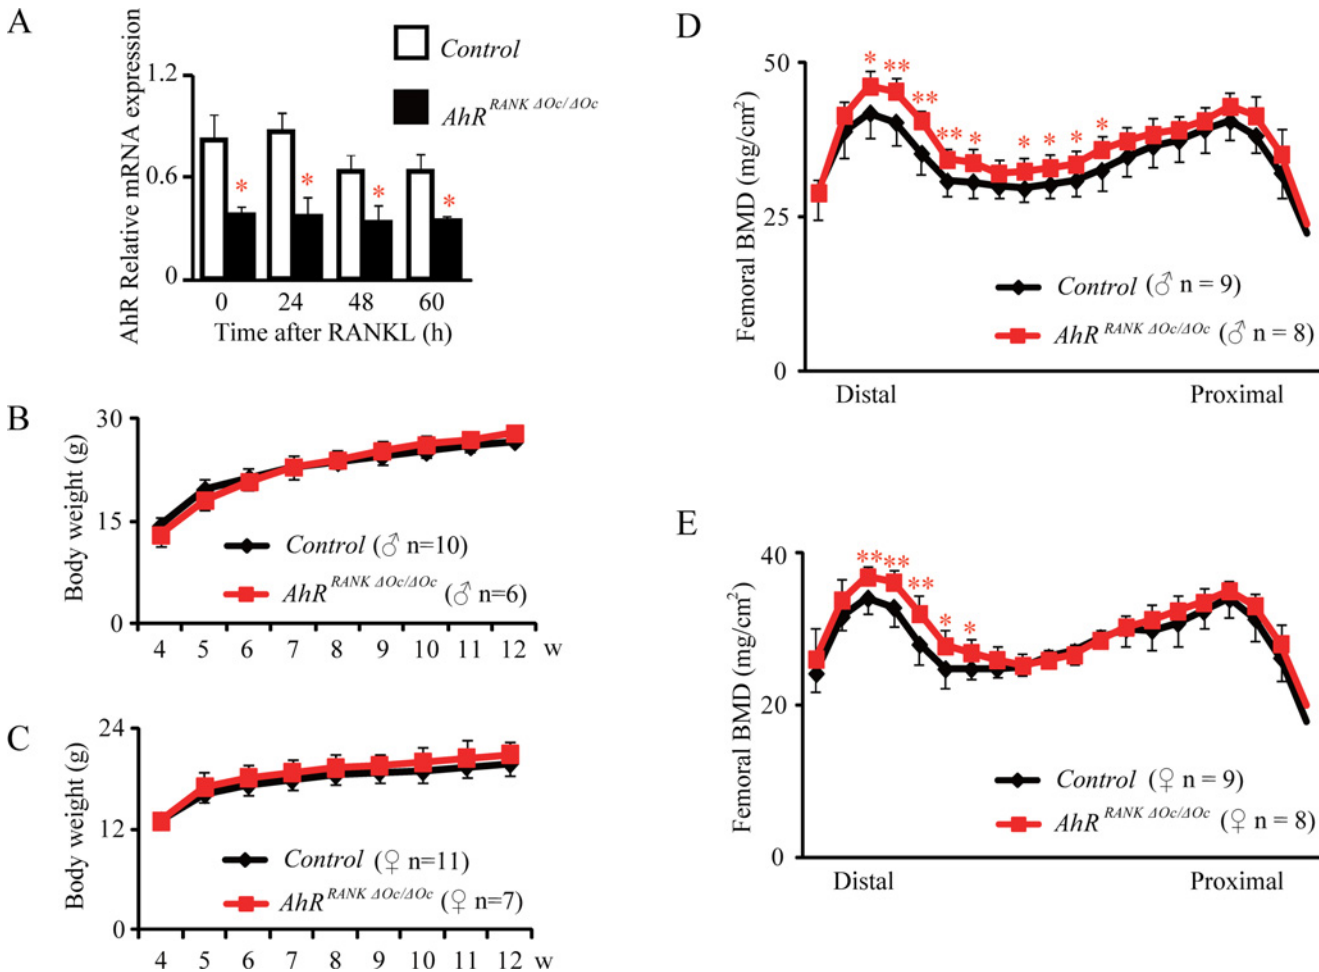 A
Control
AhR RANK ΔOc/ΔOc
AhR Relative mRNA expression
1.2
0.6
0
* * * *
0 24 48 60
Time after RANKL (h)
B
Body weight (g)
30
15
0
Control (♂ n=10)
AhR RANK ΔOc/ΔOc (♂ n=6)
4 5 6 7 8 9 10 11 12 w
C
Body weight (g)
24
12
0
Control (♀ n=11)
AhR RANK ΔOc/ΔOc (♀ n=7)
4 5 6 7 8 9 10 11 12 w
D
Femoral BMD (mg/cm²)
50
25
0
* ** ** ** * * * * *
Control (♂ n = 9)
AhR RANK ΔOc/ΔOc (♂ n = 8)
Distal Proximal
E
Femoral BMD (mg/cm²)
40
20
0
** ** ** * *
Control (♀ n = 9)
AhR RANK ΔOc/ΔOc (♀ n = 8)
Distal Proximal